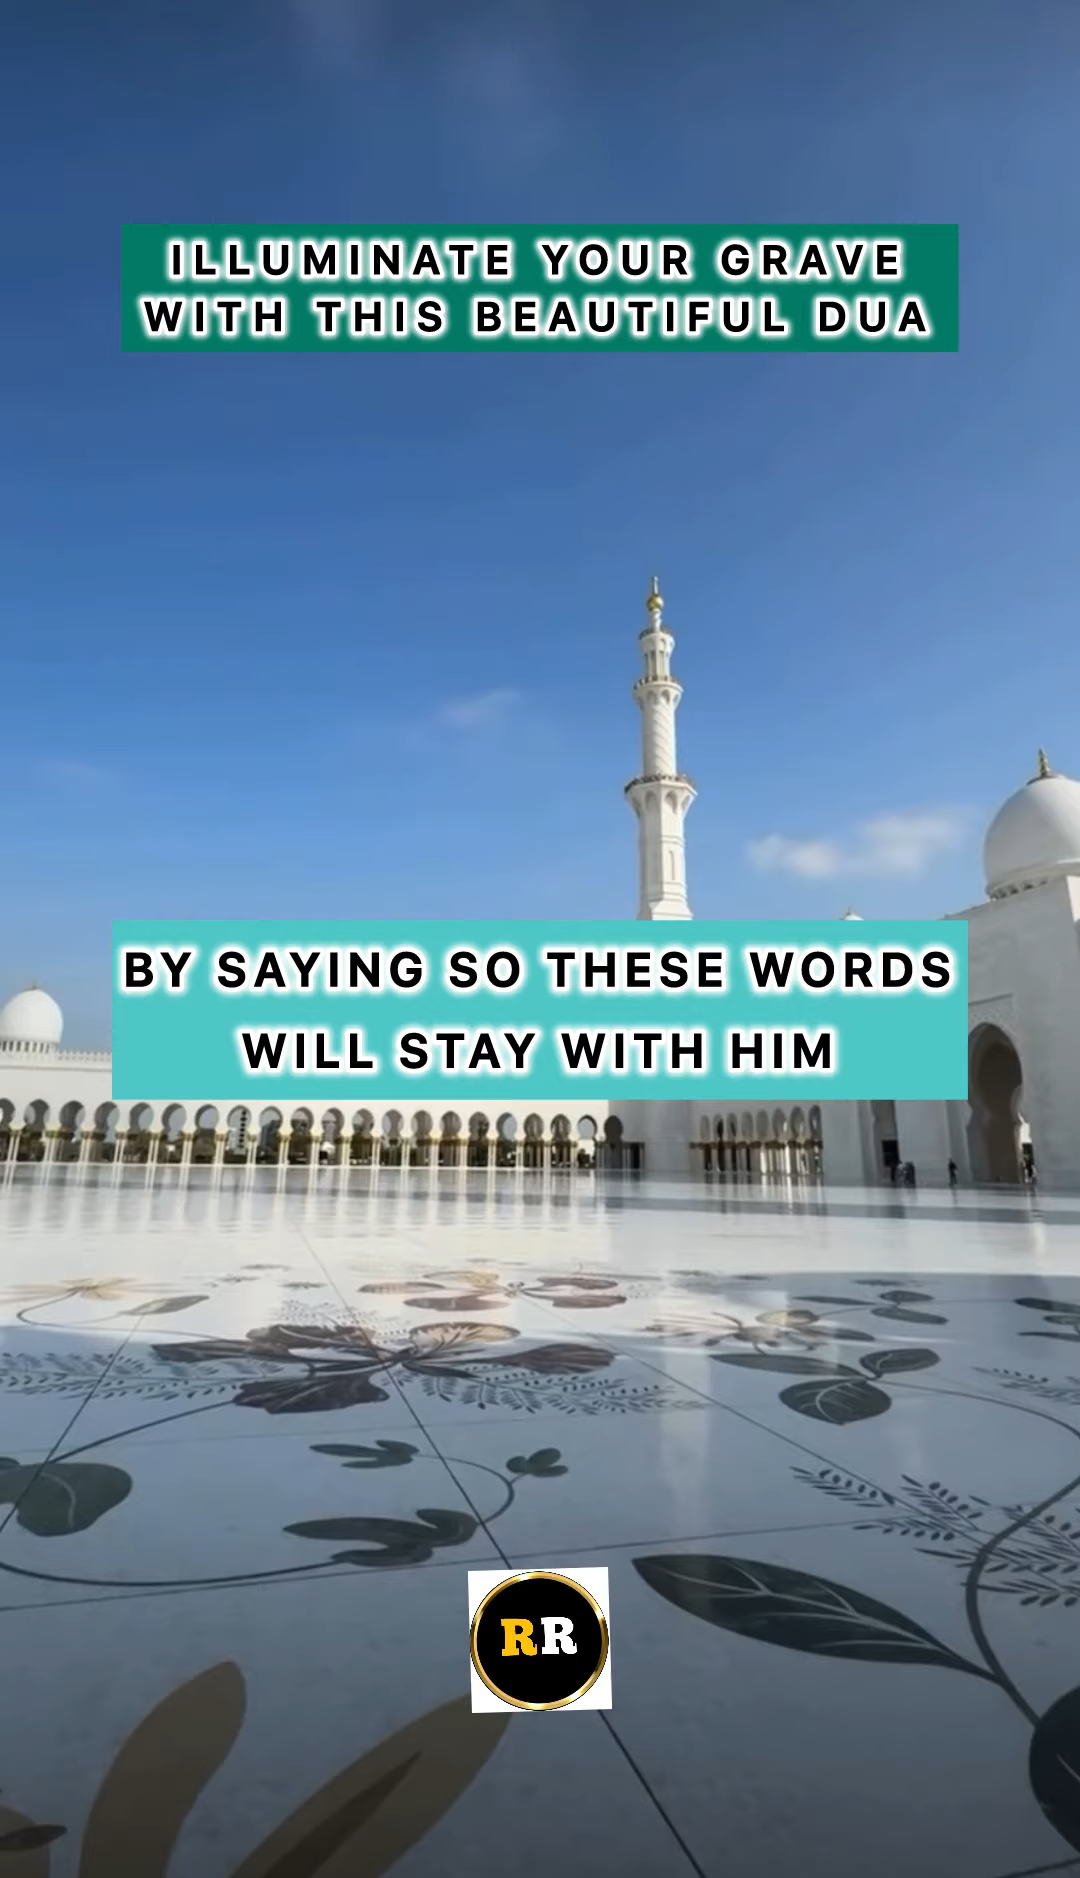 ILLUMINATE YOUR GRAVE
WITH THIS BEAUTIFUL DUA
BY SAYING SO THESE WORDS
WILL STAY WITH HIM
RR